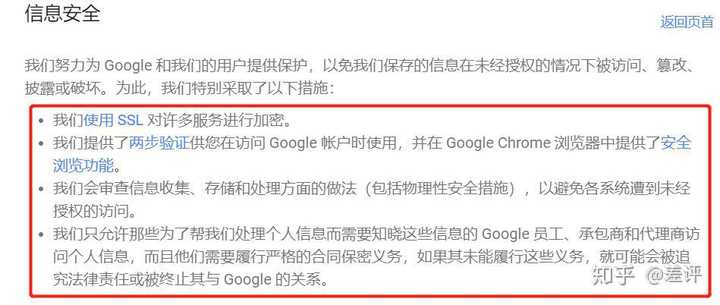 信息安全
返回页首
我们努力为 Google 和我们的用户提供保护，以免我们保存的信息在未经授权的情况下被访问、篡改、
披露或破坏。为此，我们特别采取了以下措施：
• 我们使用 SSL 对许多服务进行加密。
• 我们提供了两步验证供您在访问 Google 帐户时使用，并在 Google Chrome 浏览器中提供了安全
浏览功能。
• 我们会审查信息收集、存储和处理方面的做法（包括物理性安全措施），以避免各系统遭到未经
授权的访问。
• 我们只允许那些为了帮我们处理个人信息而需要知晓这些信息的 Google 员工、承包商和代理商访
问个人信息，而且他们需要履行严格的合同保密义务，如果其未能履行这些义务，就可能会被追
究法律责任或被终止其与 Google 的关系。
知乎 @差评